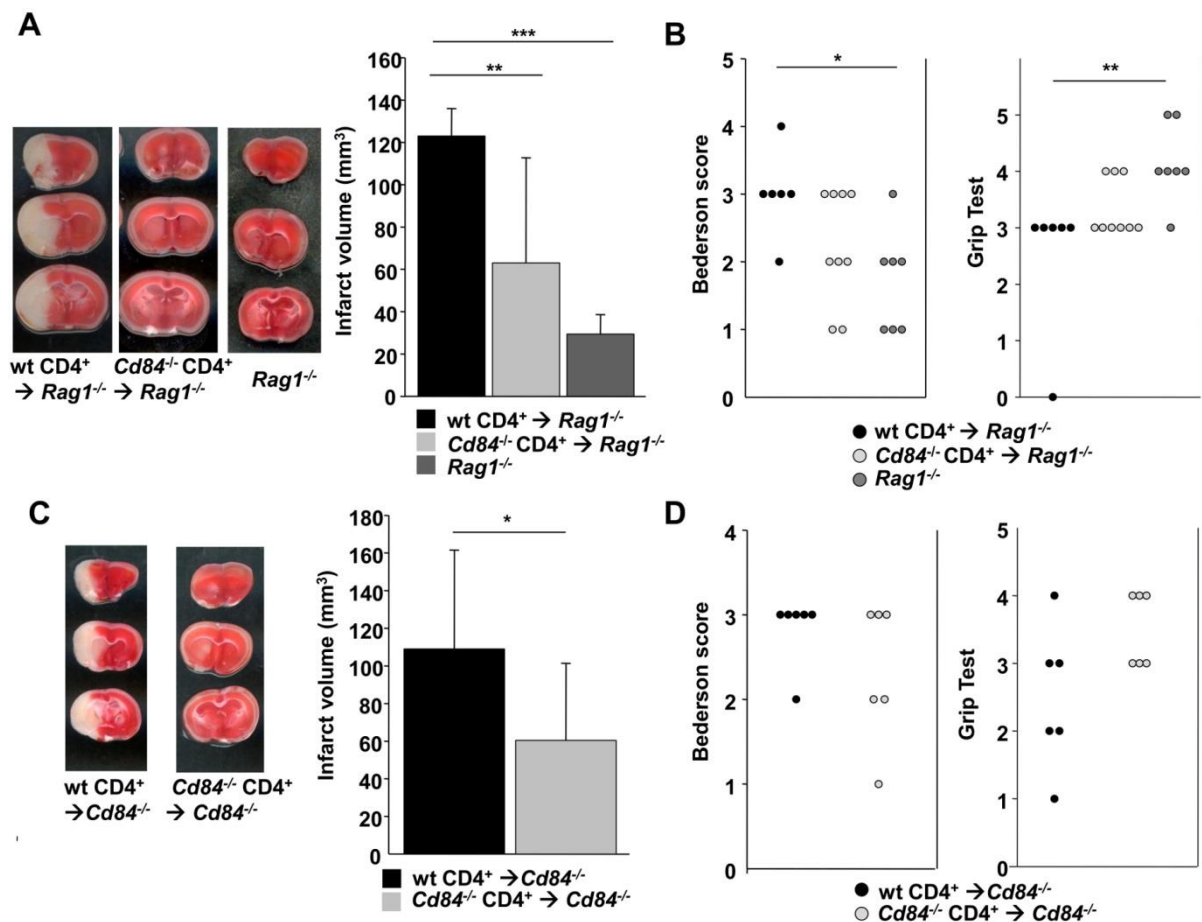 A
wt CD4⁺
→ Rag1⁻/⁻
Cd84⁻/⁻ CD4⁺
→ Rag1⁻/⁻
Rag1⁻/⁻
Infarct volume (mm³)
160
140
120
100
80
60
40
20
0
***
**
wt CD4⁺ → Rag1⁻/⁻
Cd84⁻/⁻ CD4⁺ → Rag1⁻/⁻
Rag1⁻/⁻
B
Bederson score
5
4
3
2
1
0
*
Grip Test
5
4
3
2
1
0
**
wt CD4⁺ → Rag1⁻/⁻
Cd84⁻/⁻ CD4⁺ → Rag1⁻/⁻
Rag1⁻/⁻
C
wt CD4⁺
→Cd84⁻/⁻
Cd84⁻/⁻ CD4⁺
→ Cd84⁻/⁻
Infarct volume (mm³)
180
160
140
120
100
80
60
40
20
0
*
wt CD4⁺ →Cd84⁻/⁻
Cd84⁻/⁻ CD4⁺ → Cd84⁻/⁻
D
Bederson score
4
3
2
1
0
Grip Test
5
4
3
2
1
0
wt CD4⁺ →Cd84⁻/⁻
Cd84⁻/⁻ CD4⁺ → Cd84⁻/⁻